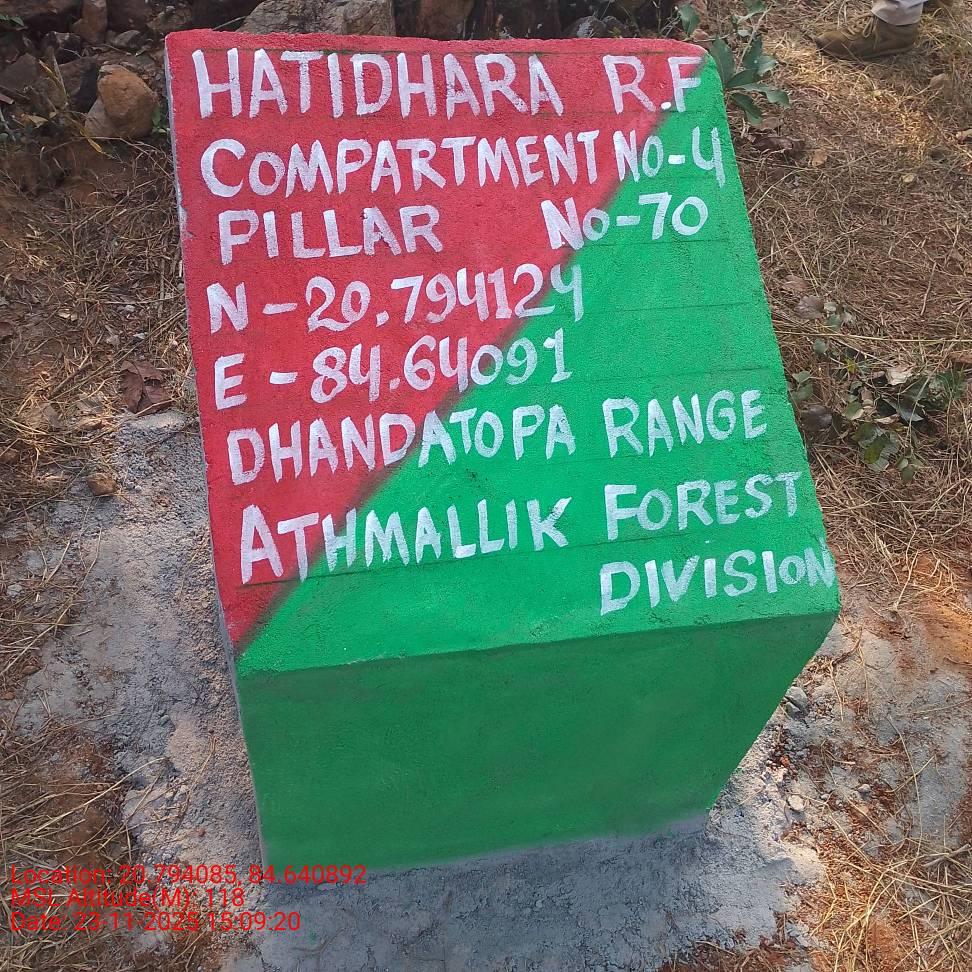 HATIDHARA R.F
COMPARTMENT NO-4
PILLAR NO-70
N - 20.794124
E - 84.64091
DHANDATOPA RANGE
ATHMALLIK FOREST
DIVISION
Location: 20.794085, 84.640892
MSL Altitude(M): 118
Date: 23-11-2025 15:09:20